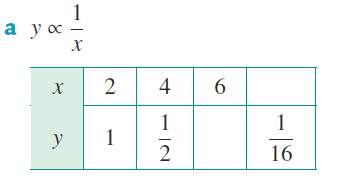 a y ∝ 1/x
x 2 4 6
y 1 1/2 1/16